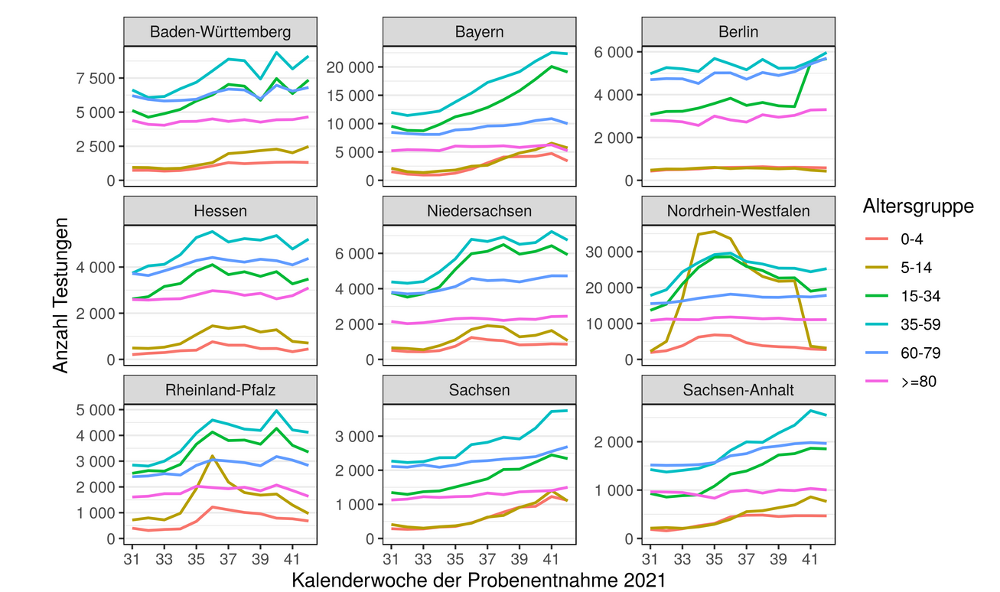 Baden-Württemberg
Bayern
Berlin
7 500
5 000
2 500
0
20 000
15 000
10 000
5 000
0
6 000
4 000
2 000
0
Hessen
Niedersachsen
Nordrhein-Westfalen
4 000
2 000
0
6 000
4 000
2 000
0
30 000
20 000
10 000
0
Rheinland-Pfalz
Sachsen
Sachsen-Anhalt
5 000
4 000
3 000
2 000
1 000
0
3 000
2 000
1 000
0
2 000
1 000
0
31 33 35 37 39 41
31 33 35 37 39 41
31 33 35 37 39 41
Kalenderwoche der Probenentnahme 2021
Anzahl Testungen
Altersgruppe
0-4
5-14
15-34
35-59
60-79
>=80